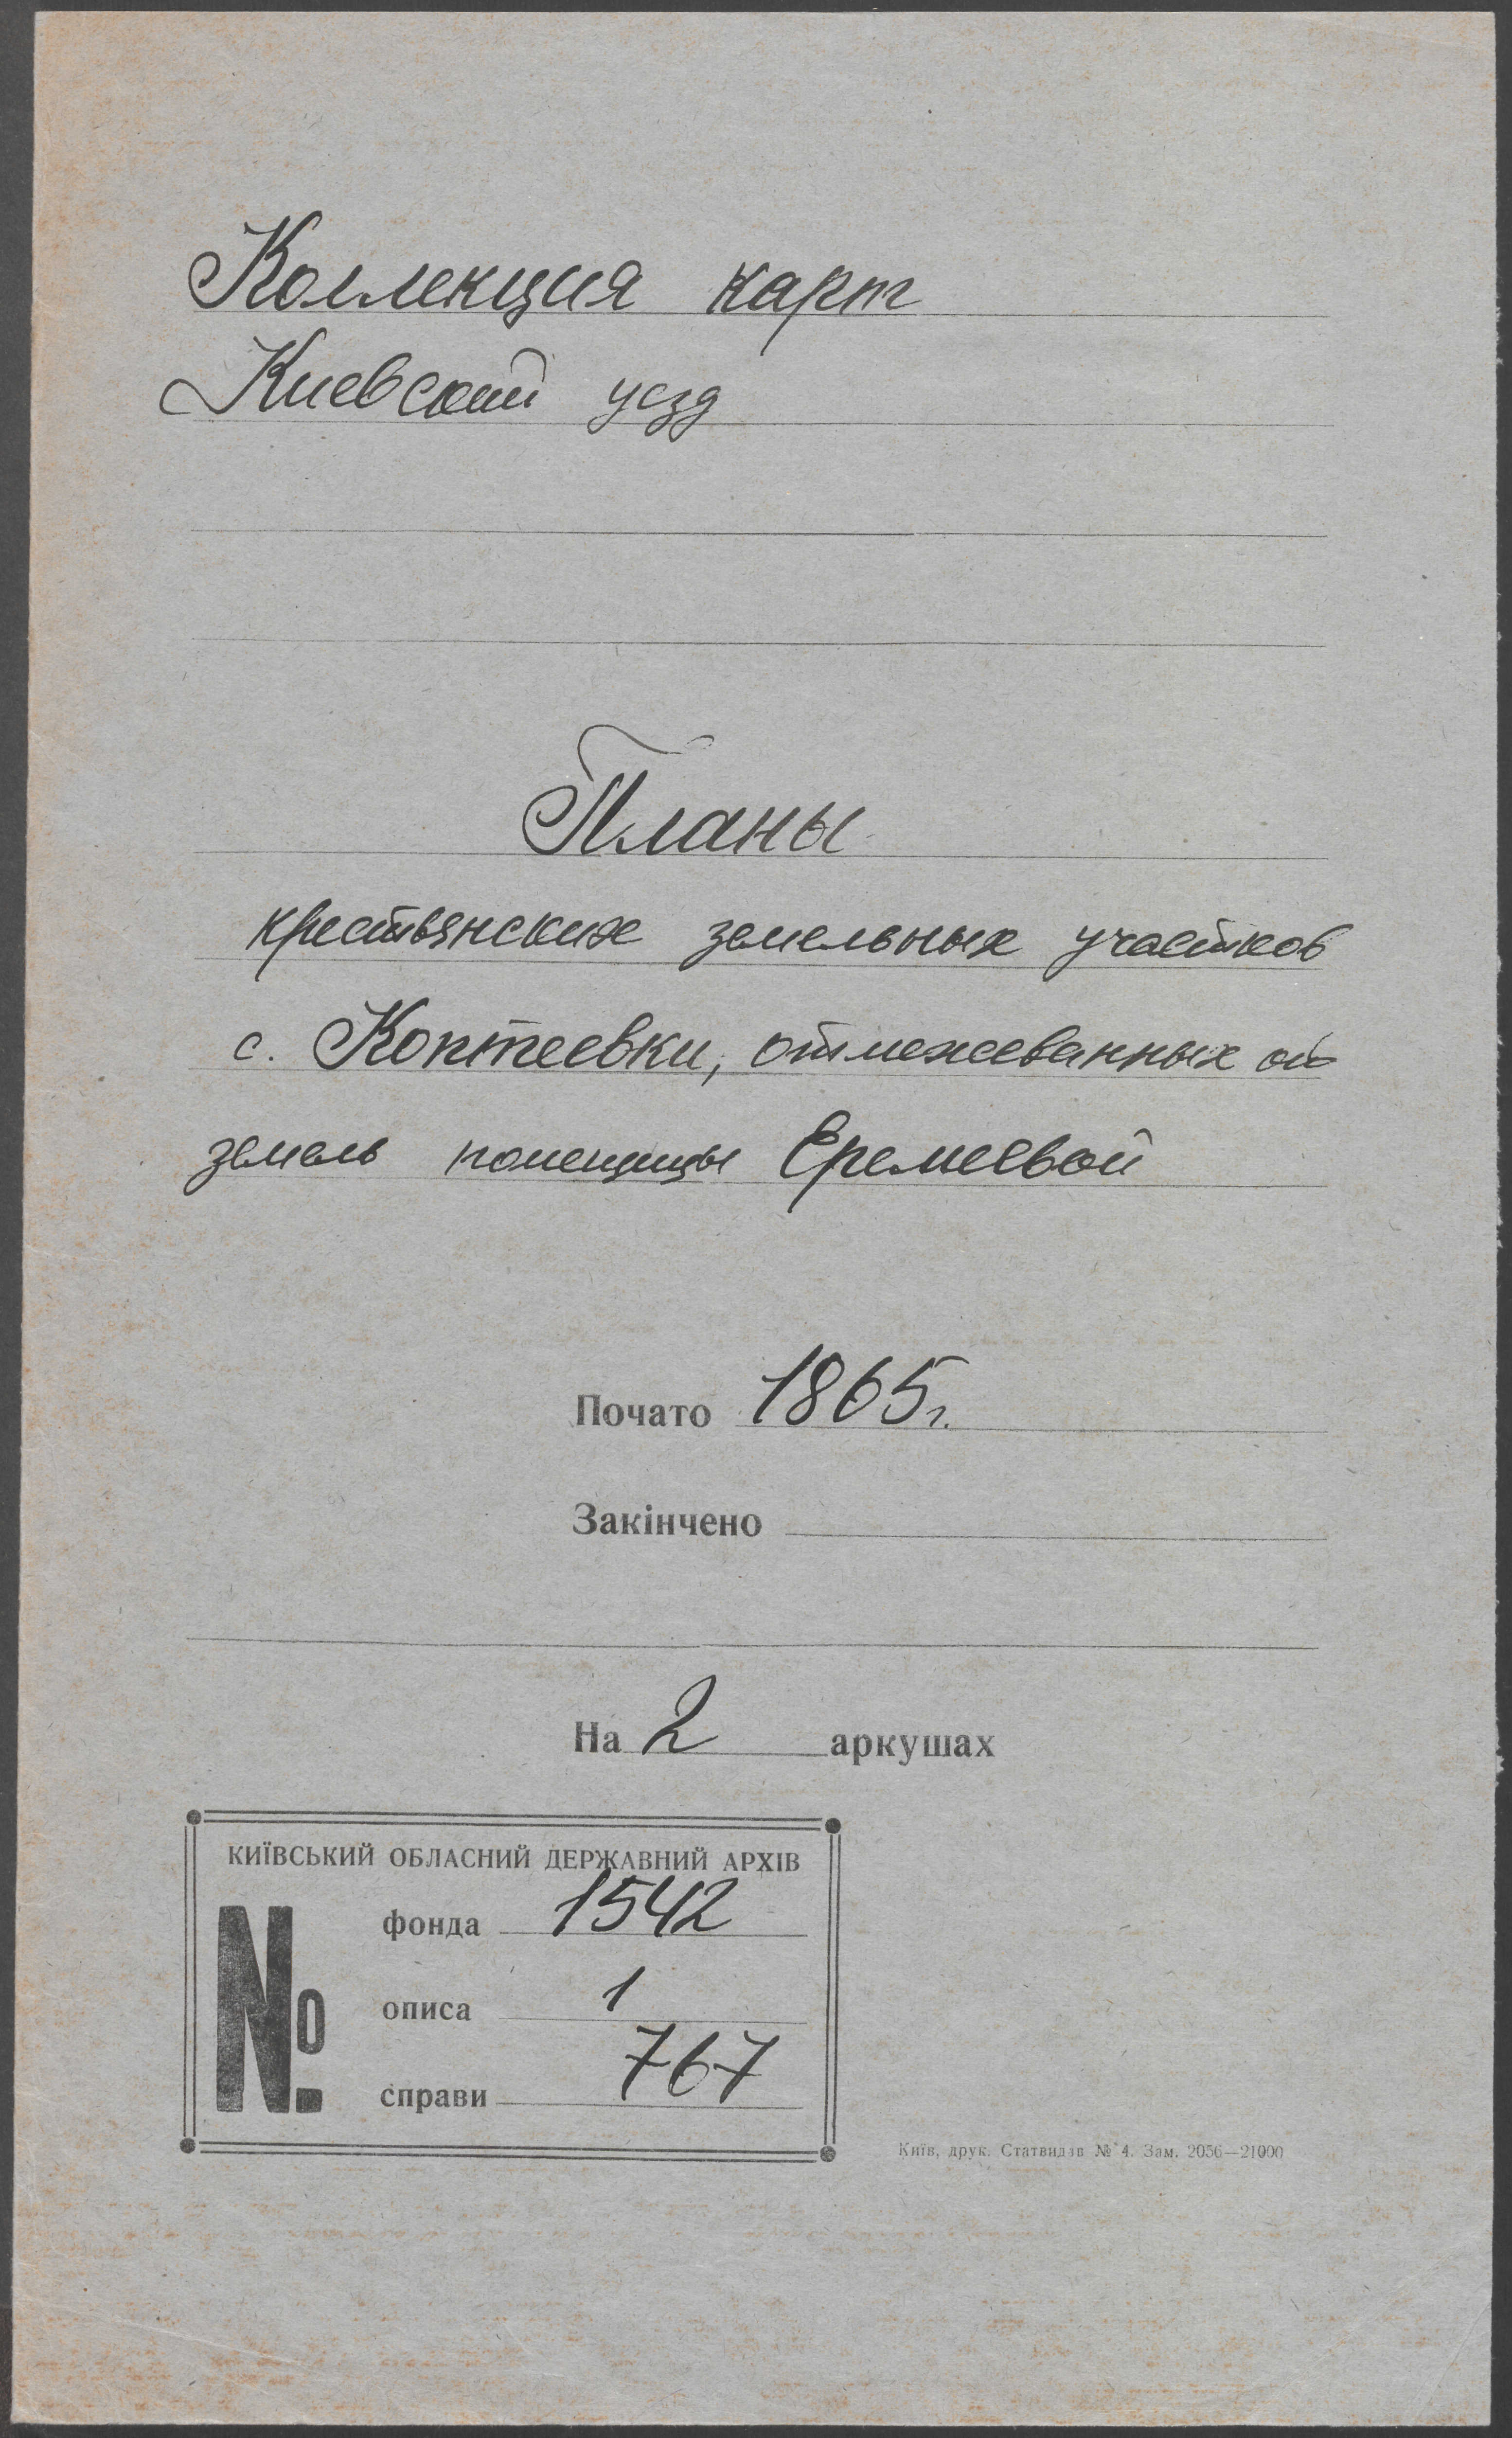 Коллекция карт
Киевский уезд
Планы
крестьянских земельных участков
с. Коптеевки, отмежеванных от
земель помещицы Еремеевой
Почато 1865 г.
Закінчено
На 2 аркушах
КИЇВСЬКИЙ ОБЛАСНИЙ ДЕРЖАВНИЙ АРХІВ
№
фонда 1542
описа 1
справи 767
Київ, друк. Статвидав № 4. Зам. 2056—21000